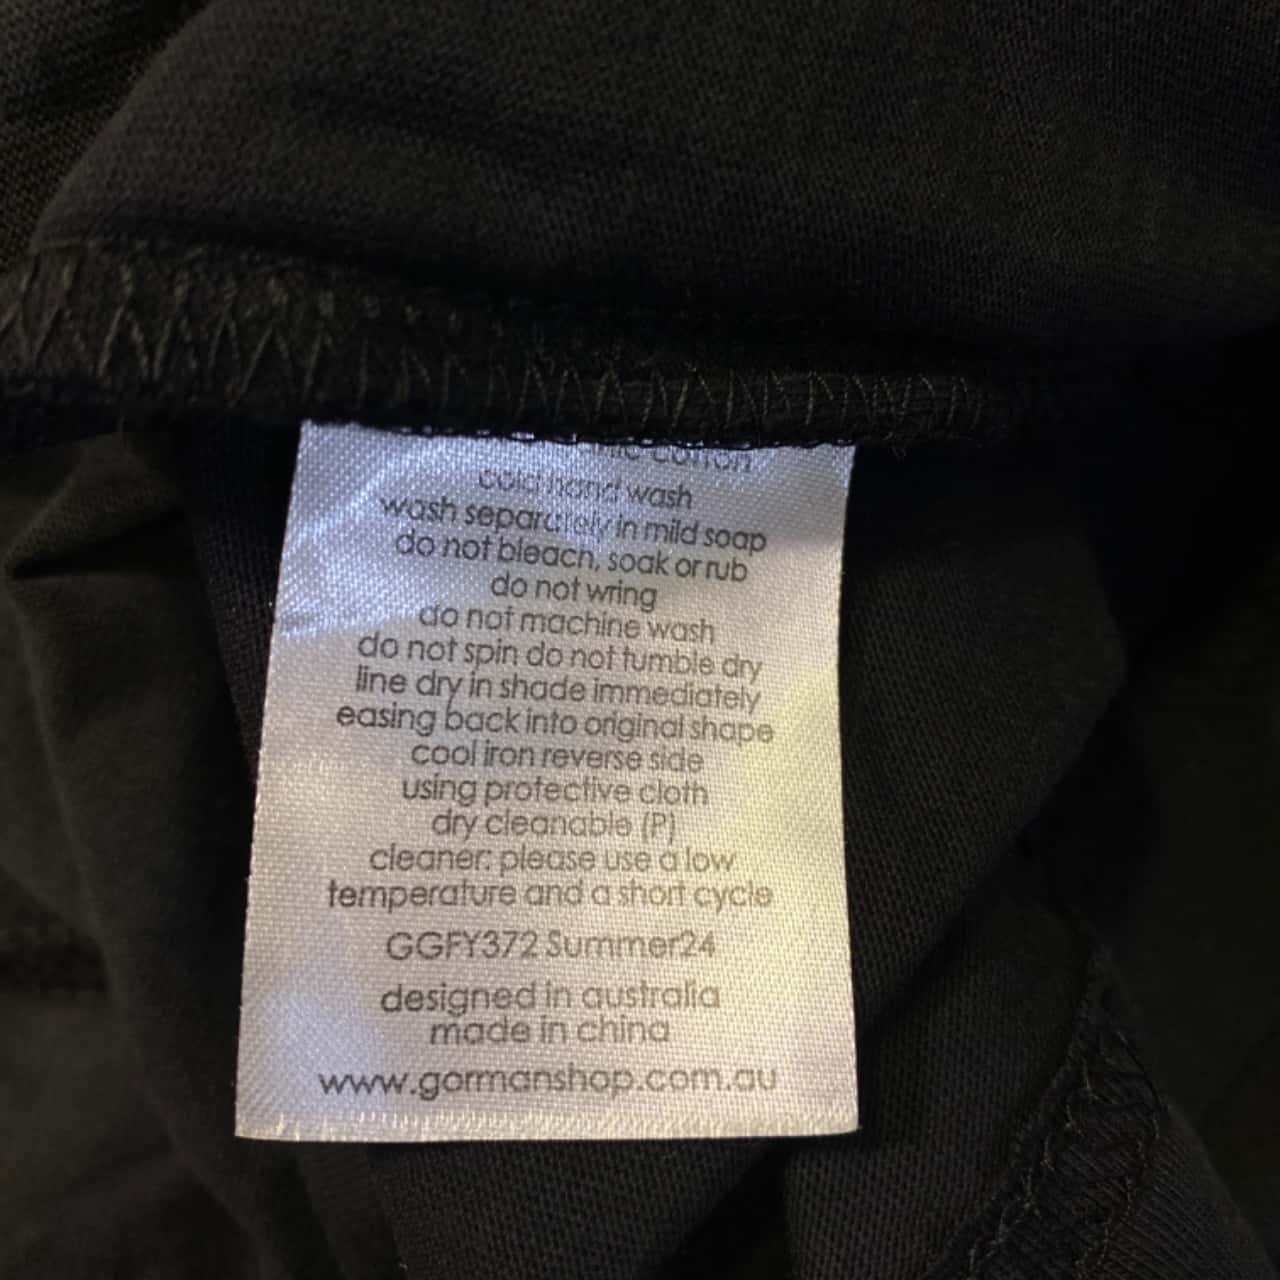 cotton
cold hand wash
wash separately in mild soap
do not bleach, soak or rub
do not wring
do not machine wash
do not spin do not tumble dry
line dry in shade immediately
easing back into original shape
cool iron reverse side
using protective cloth
dry cleanable (P)
cleaner: please use a low
temperature and a short cycle
GGFY372 Summer24
designed in australia
made in china
www.gormanshop.com.au